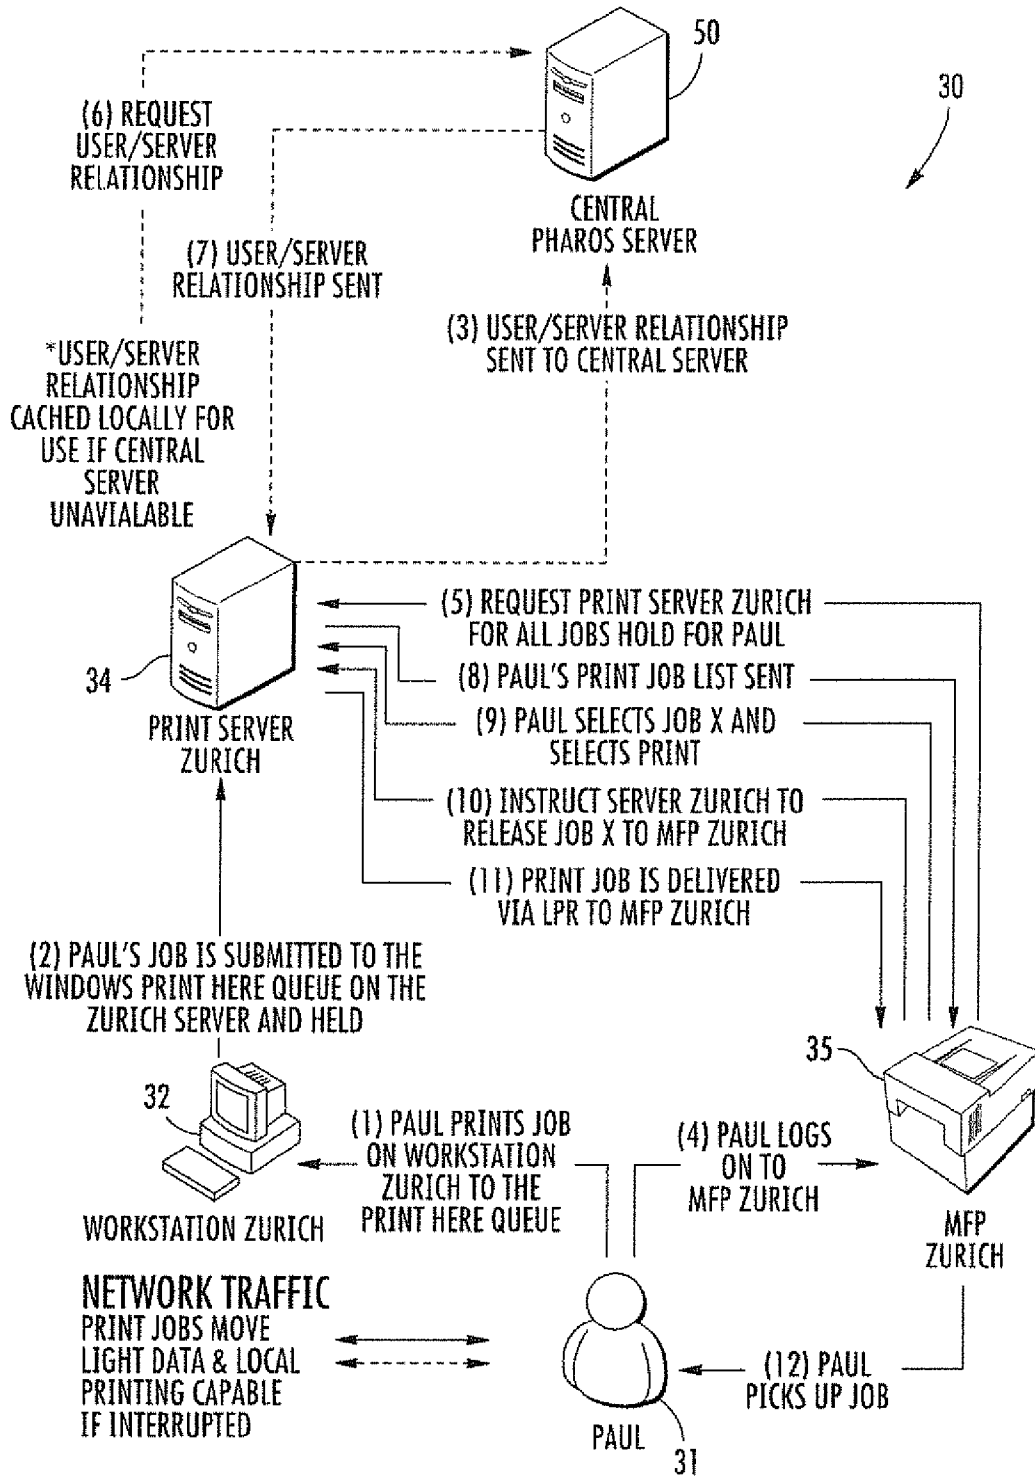 50
30
(6) REQUEST
USER/SERVER
RELATIONSHIP
CENTRAL
PHAROS SERVER
(7) USER/SERVER
RELATIONSHIP SENT
(3) USER/SERVER RELATIONSHIP
SENT TO CENTRAL SERVER
*USER/SERVER
RELATIONSHIP
CACHED LOCALLY FOR
USE IF CENTRAL
SERVER
UNAVIALABLE
34
PRINT SERVER
ZURICH
(5) REQUEST PRINT SERVER ZURICH
FOR ALL JOBS HOLD FOR PAUL
(8) PAUL'S PRINT JOB LIST SENT
(9) PAUL SELECTS JOB X AND
SELECTS PRINT
(10) INSTRUCT SERVER ZURICH TO
RELEASE JOB X TO MFP ZURICH
(11) PRINT JOB IS DELIVERED
VIA LPR TO MFP ZURICH
(2) PAUL'S JOB IS SUBMITTED TO THE
WINDOWS PRINT HERE QUEUE ON THE
ZURICH SERVER AND HELD
32
WORKSTATION ZURICH
(1) PAUL PRINTS JOB
ON WORKSTATION
ZURICH TO THE
PRINT HERE QUEUE
(4) PAUL LOGS
ON TO
MFP ZURICH
35
MFP
ZURICH
NETWORK TRAFFIC
PRINT JOBS MOVE
LIGHT DATA & LOCAL
PRINTING CAPABLE
IF INTERRUPTED
PAUL
31
(12) PAUL
PICKS UP JOB